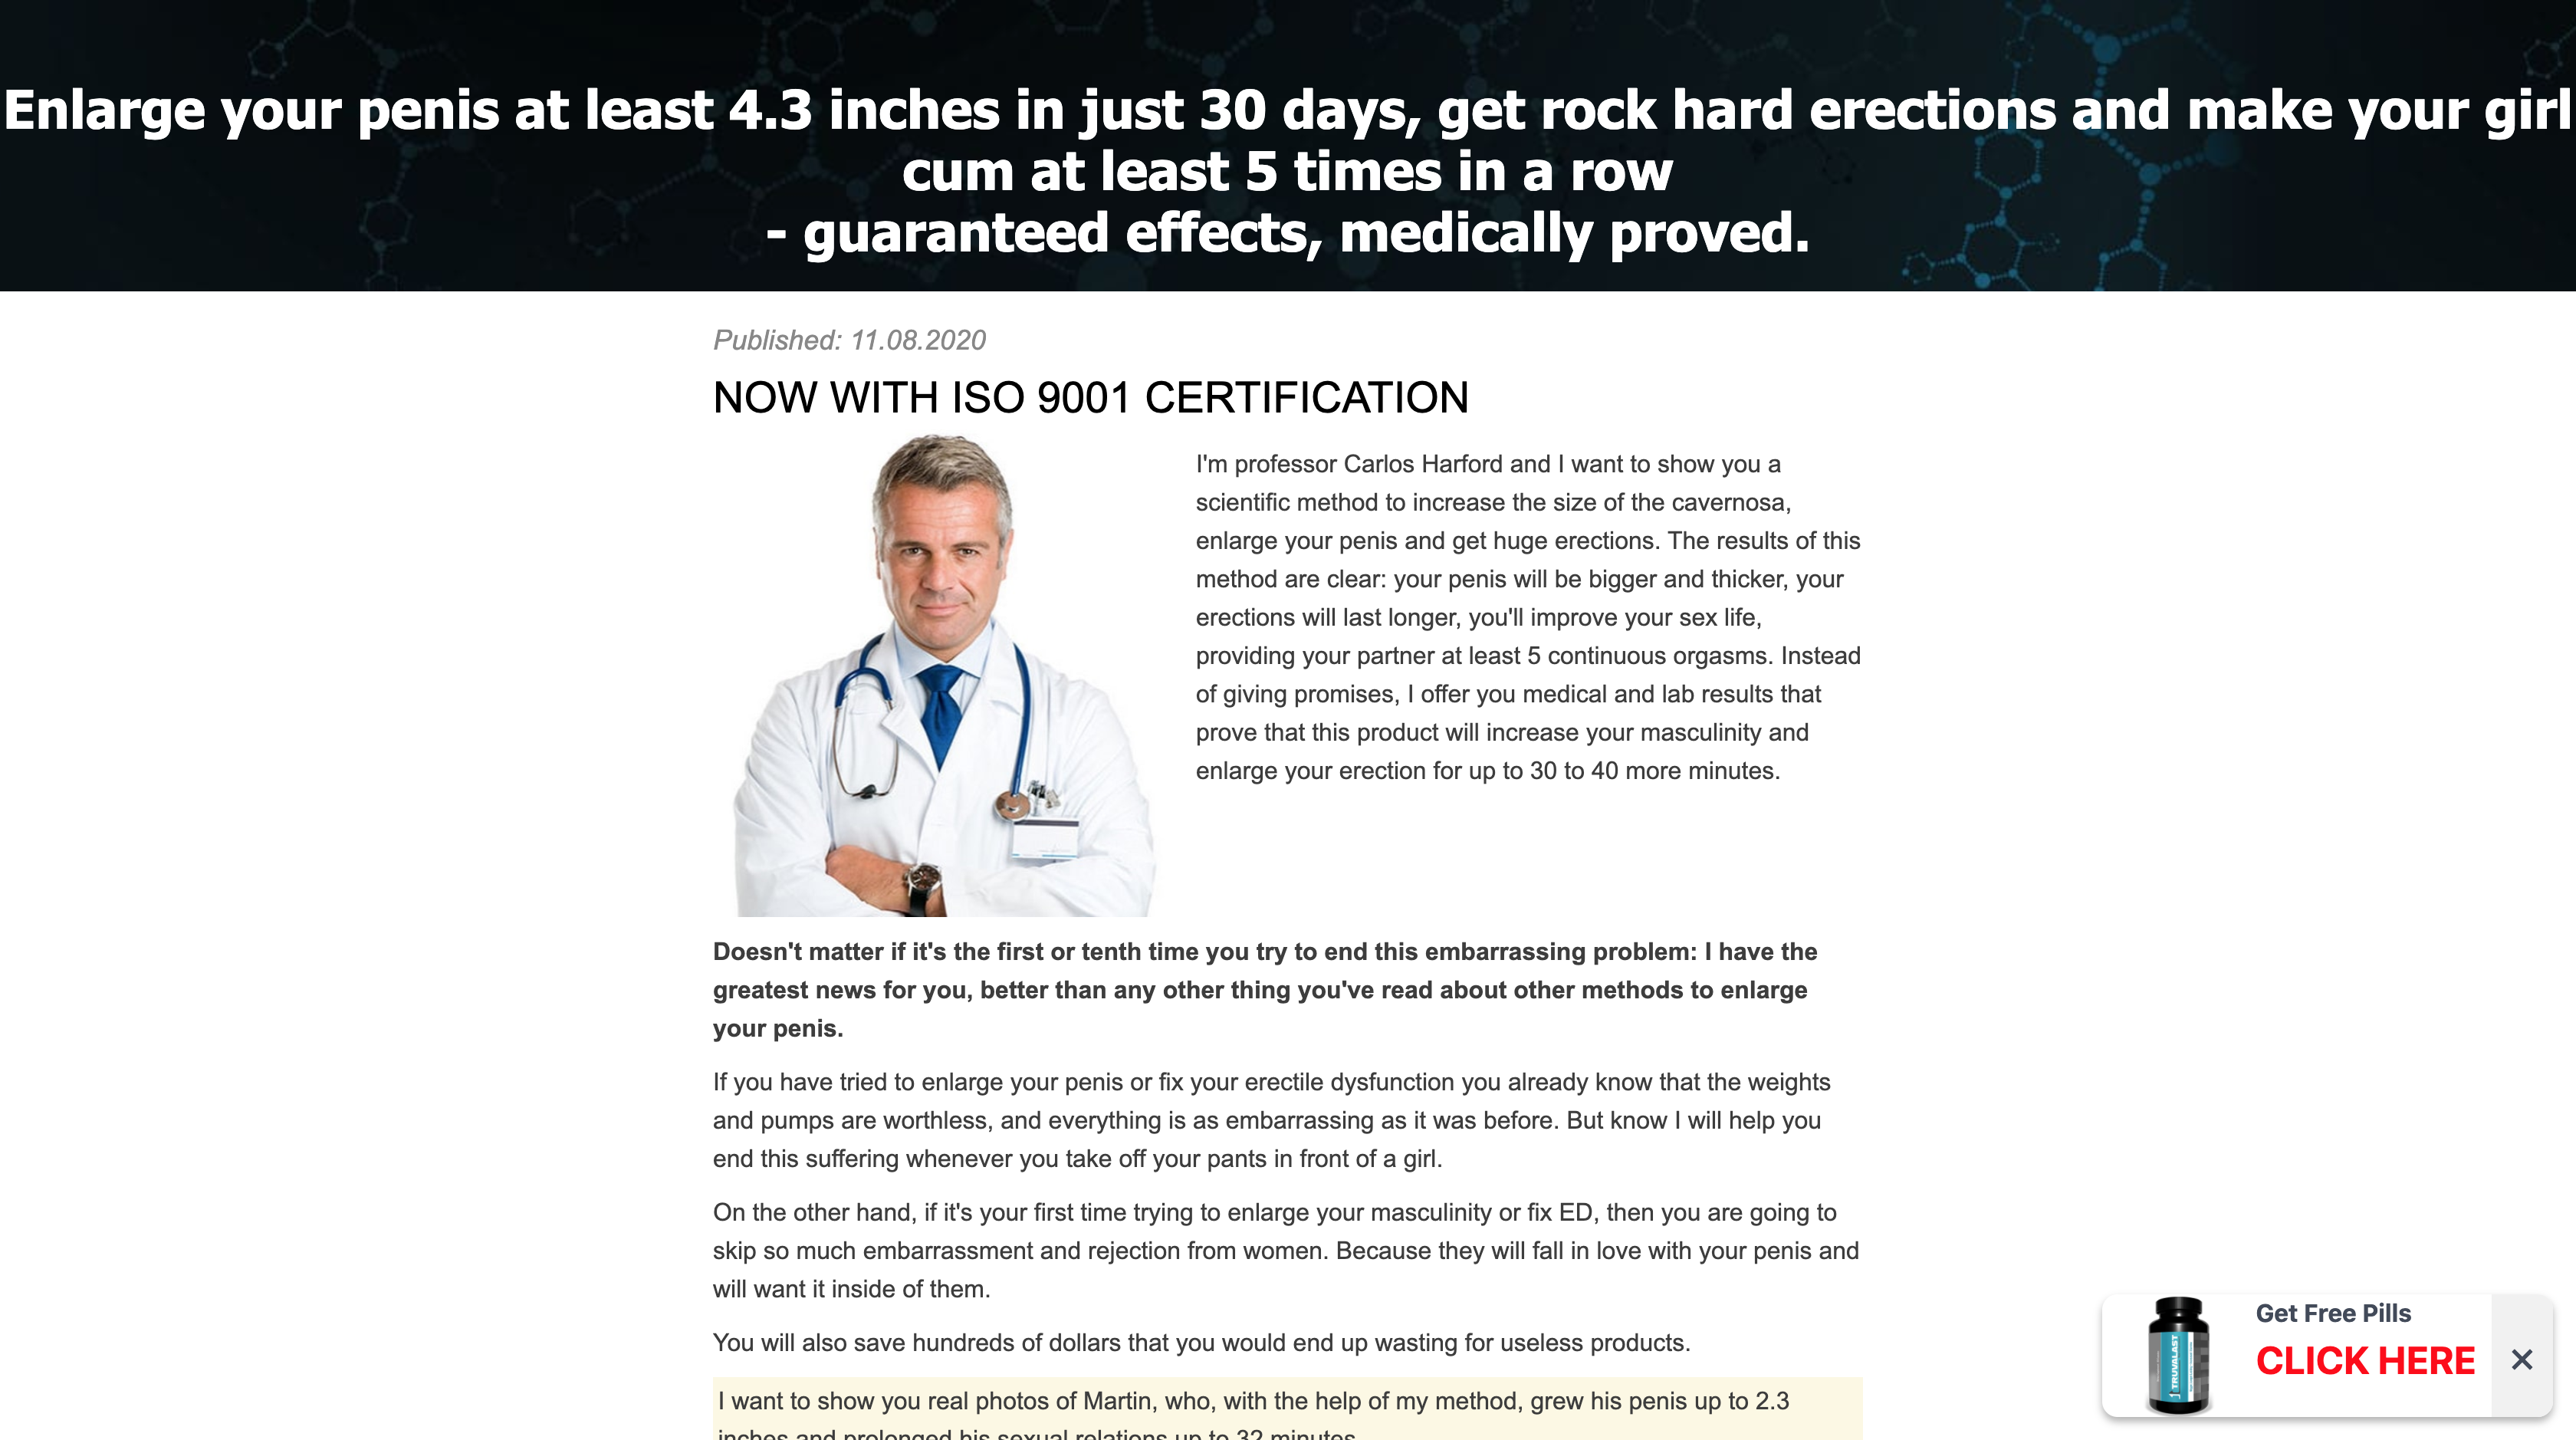 Enlarge your penis at least 4.3 inches in just 30 days, get rock hard erections and make your girl
cum at least 5 times in a row
- guaranteed effects, medically proved.
Published: 11.08.2020
NOW WITH ISO 9001 CERTIFICATION
I'm professor Carlos Harford and I want to show you a
scientific method to increase the size of the cavernosa,
enlarge your penis and get huge erections. The results of this
method are clear: your penis will be bigger and thicker, your
erections will last longer, you'll improve your sex life,
providing your partner at least 5 continuous orgasms. Instead
of giving promises, I offer you medical and lab results that
prove that this product will increase your masculinity and
enlarge your erection for up to 30 to 40 more minutes.
Doesn't matter if it's the first or tenth time you try to end this embarrassing problem: I have the
greatest news for you, better than any other thing you've read about other methods to enlarge
your penis.
If you have tried to enlarge your penis or fix your erectile dysfunction you already know that the weights
and pumps are worthless, and everything is as embarrassing as it was before. But know I will help you
end this suffering whenever you take off your pants in front of a girl.
On the other hand, if it's your first time trying to enlarge your masculinity or fix ED, then you are going to
skip so much embarrassment and rejection from women. Because they will fall in love with your penis and
will want it inside of them.
You will also save hundreds of dollars that you would end up wasting for useless products.
I want to show you real photos of Martin, who, with the help of my method, grew his penis up to 2.3
inches and prolonged his sexual relations up to 32 minutes
Get Free Pills
CLICK HERE
TRUVALAST